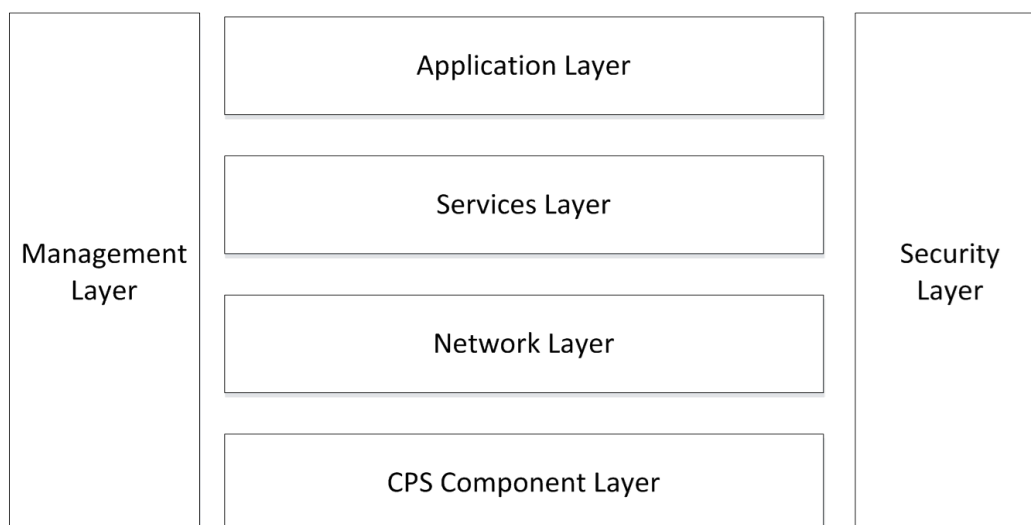 Application Layer
Services Layer
Management
Layer
Security
Layer
Network Layer
CPS Component Layer